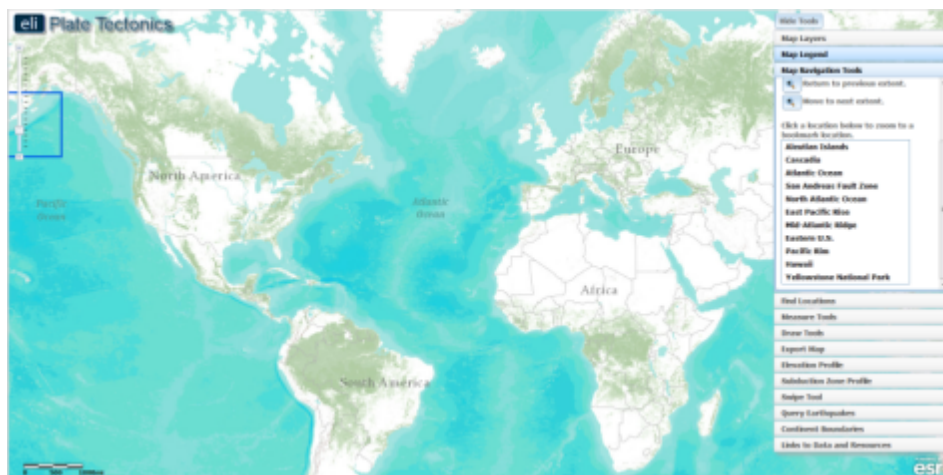 eli Plate Tectonics
Hide Tools
Map Layers
Map Legend
Map Navigation Tools
Return to previous extent.
Move to next extent.
Click a location below to zoom to a
bookmark location.
Aleutian Islands
Cascadia
Atlantic Ocean
San Andreas Fault Zone
North Atlantic Ocean
East Pacific Rise
Mid-Atlantic Ridge
Eastern U.S.
Pacific Rim
Hawaii
Yellowstone National Park
Find Locations
Measure Tools
Draw Tools
Export Map
Elevation Profile
Subduction Zone Profile
Swipe Tool
Query Earthquakes
Continent Boundaries
Links to Data and Resources
North America
Europe
Pacific
Ocean
Atlantic
Ocean
Africa
South America
esri